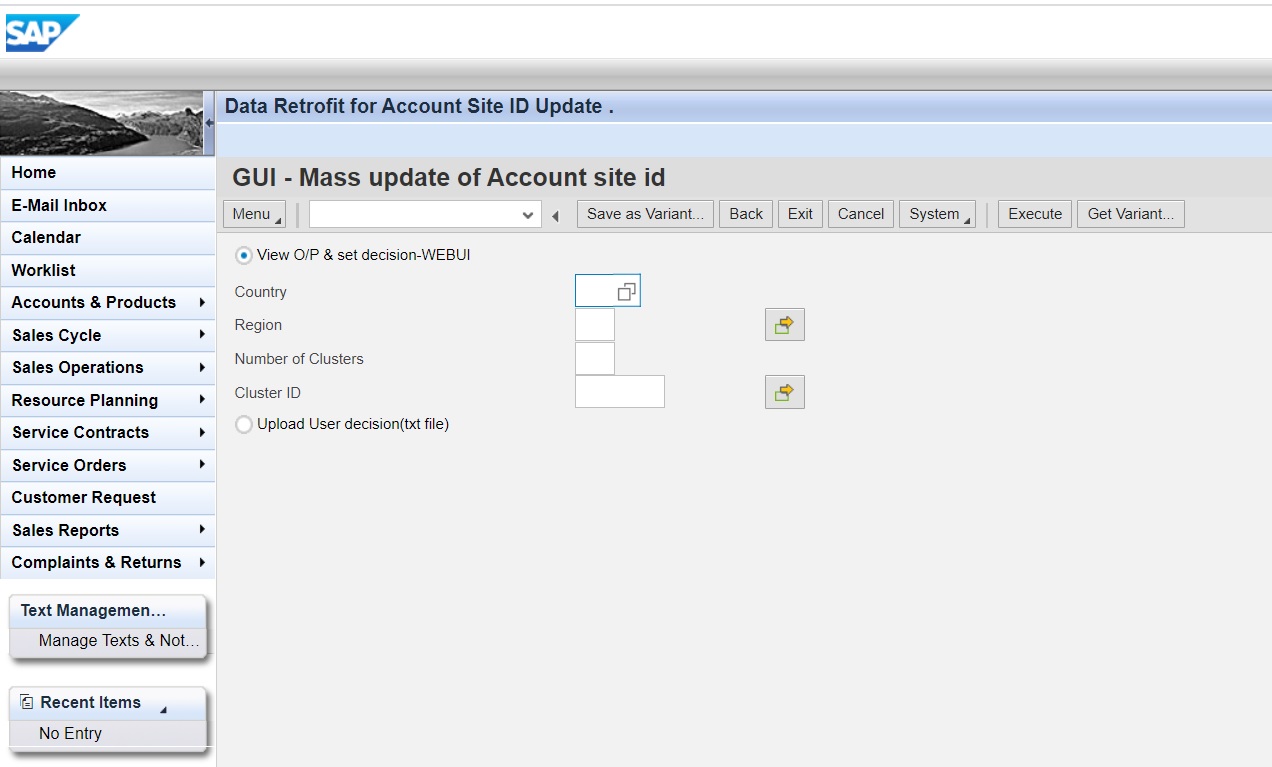 SAP
Data Retrofit for Account Site ID Update .
GUI - Mass update of Account site id
Menu Save as Variant... Back Exit Cancel System Execute Get Variant...
Home
E-Mail Inbox
Calendar
Worklist
Accounts & Products
Sales Cycle
Sales Operations
Resource Planning
Service Contracts
Service Orders
Customer Request
Sales Reports
Complaints & Returns
Text Managemen...
Manage Texts & Not...
Recent Items
No Entry
View O/P & set decision-WEBUI
Country
Region
Number of Clusters
Cluster ID
Upload User decision(txt file)